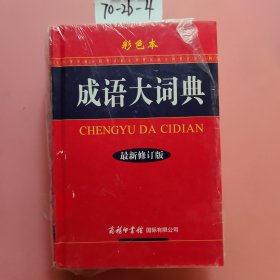 70-2b-4
彩色本
成语大词典
CHENGYU DA CIDIAN
最新修订版
商务印书馆 国际有限公司